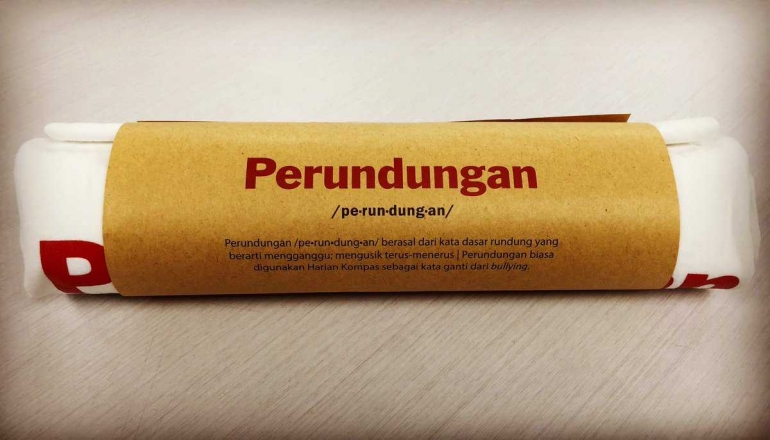 Perundungan
/pe•run•dung•an/
Perundungan /pe•run•dung•an/ berasal dari kata dasar rundung yang
berarti mengganggu; mengusik terus-menerus | Perundungan biasa
digunakan Harian Kompas sebagai kata ganti dari bullying.
P